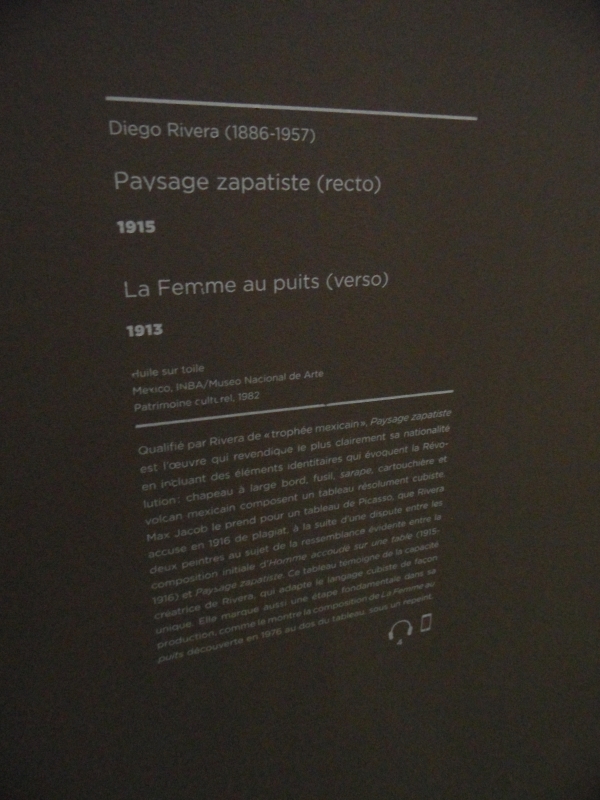 Diego Rivera (1886-1957)
Paysage zapatiste (recto)
1915
La Femme au puits (verso)
1913
Huile sur toile
Mexico, INBA/Museo Nacional de Arte
Patrimoine culturel, 1982
Qualifié par Rivera de «trophée mexicain», Paysage zapatiste
est l'œuvre qui revendique le plus clairement sa nationalité
en incluant des éléments identitaires qui évoquent la Révo-
lution: chapeau à large bord, fusil, sarape, cartouchière et
volcan mexicain composent un tableau résolument cubiste.
Max Jacob le prend pour un tableau de Picasso, que Rivera
accuse en 1916 de plagiat, à la suite d'une dispute entre les
deux peintres au sujet de la ressemblance évidente entre la
composition initiale d'Homme accoudé sur une table (1915-
1916) et Paysage zapatiste. Ce tableau témoigne de la capacité
créatrice de Rivera, qui adapte le langage cubiste de façon
unique. Elle marque aussi une étape fondamentale dans sa
production, comme le montre la composition de La Femme au
puits découverte en 1976 au dos du tableau, sous un repeint.